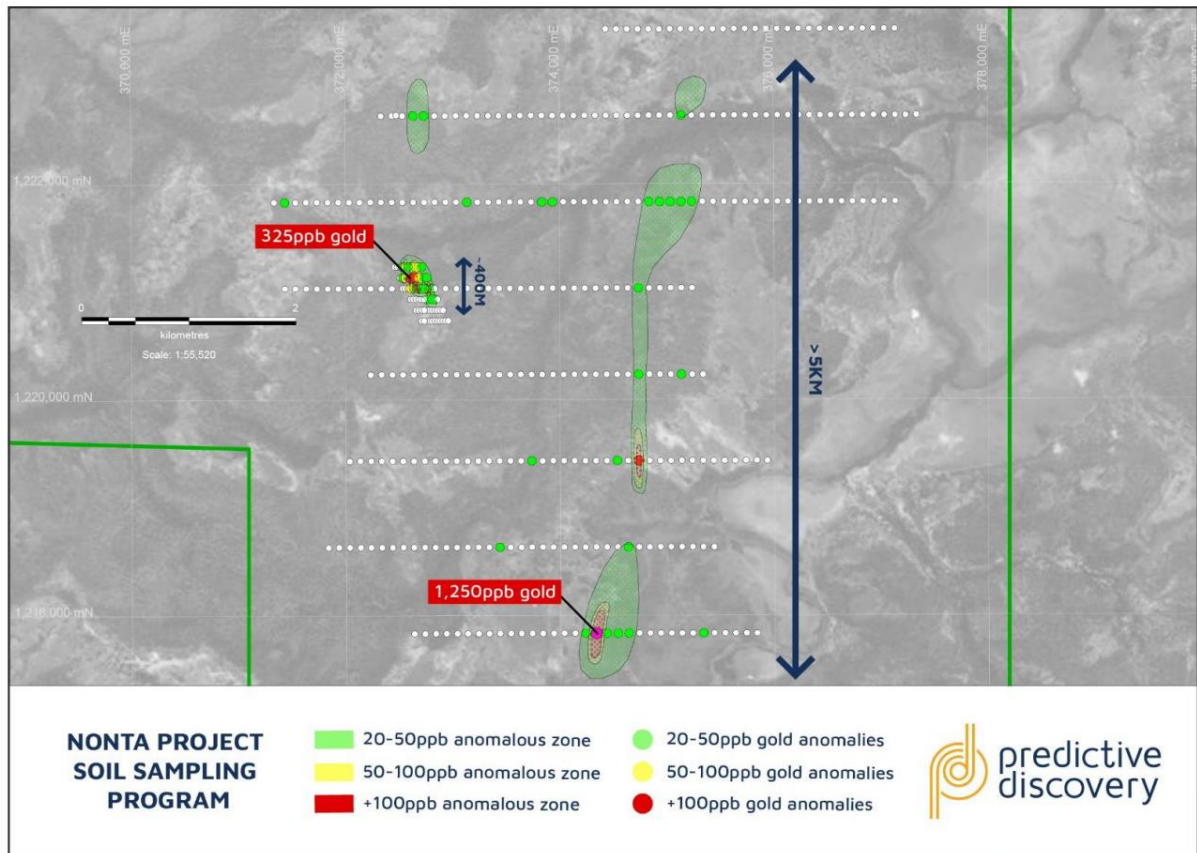 370,000 mE
372,000 mE
374,000 mE
376,000 mE
378,000 mE
1,222,000 mN
325ppb gold
~400M
0
2
kilometres
Scale: 1:55,520
>5KM
1,220,000 mN
1,250ppb gold
1,218,000 mN
NONTA PROJECT
SOIL SAMPLING
PROGRAM
20-50ppb anomalous zone
50-100ppb anomalous zone
+100ppb anomalous zone
20-50ppb gold anomalies
50-100ppb gold anomalies
+100ppb gold anomalies
predictive
discovery